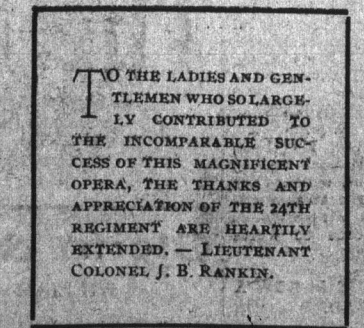 TO THE LADIES AND GEN-
TLEMEN WHO SO LARGE-
LY CONTRIBUTED TO
THE INCOMPARABLE SUC-
CESS OF THIS MAGNIFICENT
OPERA, THE THANKS AND
APPRECIATION OF THE 24TH
REGIMENT ARE HEARTILY
EXTENDED. — LIEUTENANT
COLONEL J. B. RANKIN.